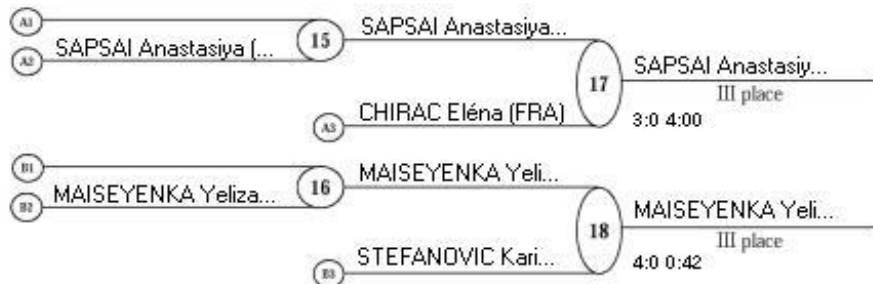 A1
SAPSAI Anastasiya...
15
A2
SAPSAI Anastasiya (...
17
SAPSAI Anastasiy...
III place
A3
CHIRAC Eléna (FRA)
3:0 4:00
B1
MAISEYENKA Yeli...
16
B2
MAISEYENKA Yeliza...
18
MAISEYENKA Yeli...
III place
B3
STEFANOVIC Kari...
4:0 0:42